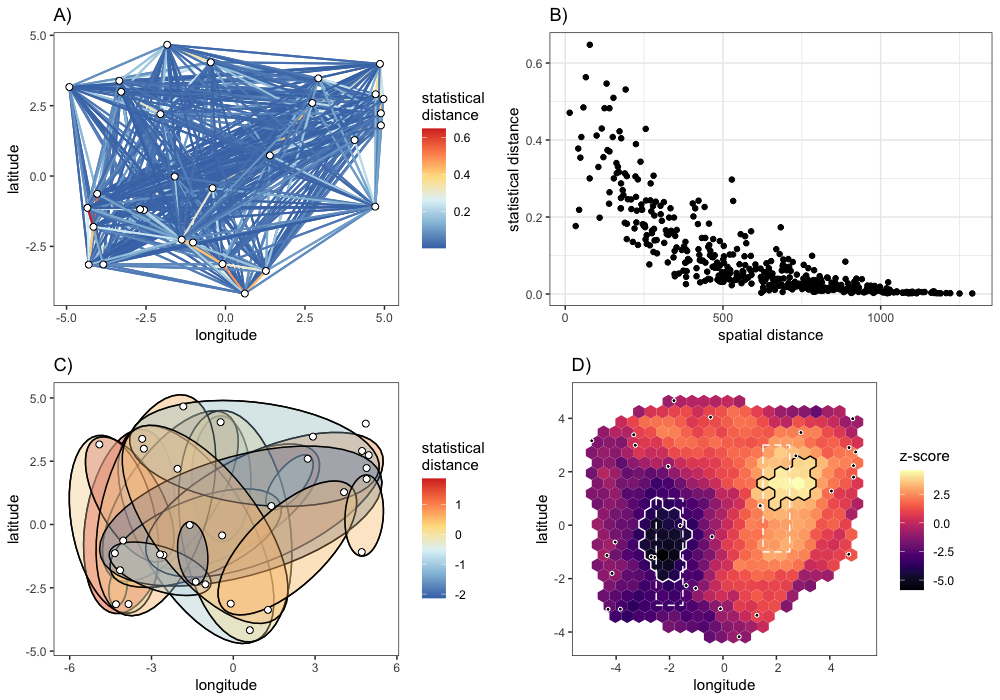 A)
5.0
2.5
0.0
-2.5
latitude
-5.0 -2.5 0.0 2.5 5.0
longitude
statistical
distance
0.6
0.4
0.2
B)
0.6
0.4
0.2
0.0
statistical distance
0 500 1000
spatial distance
C)
5.0
2.5
0.0
-2.5
-5.0
latitude
-6 -3 0 3 6
longitude
statistical
distance
1
0
-1
-2
D)
4
2
0
-2
-4
latitude
-4 -2 0 2 4
longitude
z-score
2.5
0.0
-2.5
-5.0